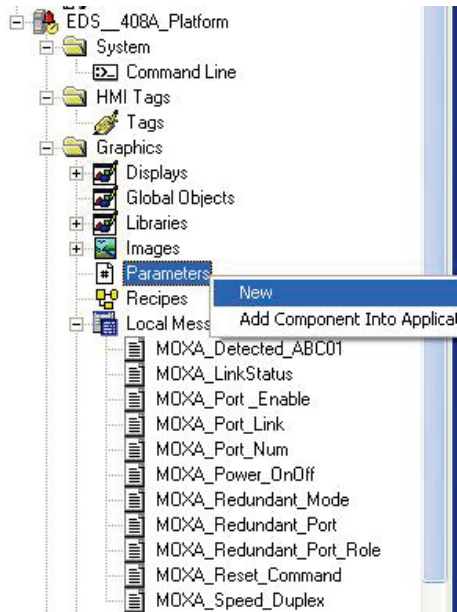 EDS__408A_Platform
System
Command Line
HMI Tags
Tags
Graphics
Displays
Global Objects
Libraries
Images
Parameters
New
Recipes
Add Component Into Applicat
Local Mess
MOXA_Detected_ABC01
MOXA_LinkStatus
MOXA_Port _Enable
MOXA_Port_Link
MOXA_Port_Num
MOXA_Power_OnOff
MOXA_Redundant_Mode
MOXA_Redundant_Port
MOXA_Redundant_Port_Role
MOXA_Reset_Command
MOXA_Speed_Duplex